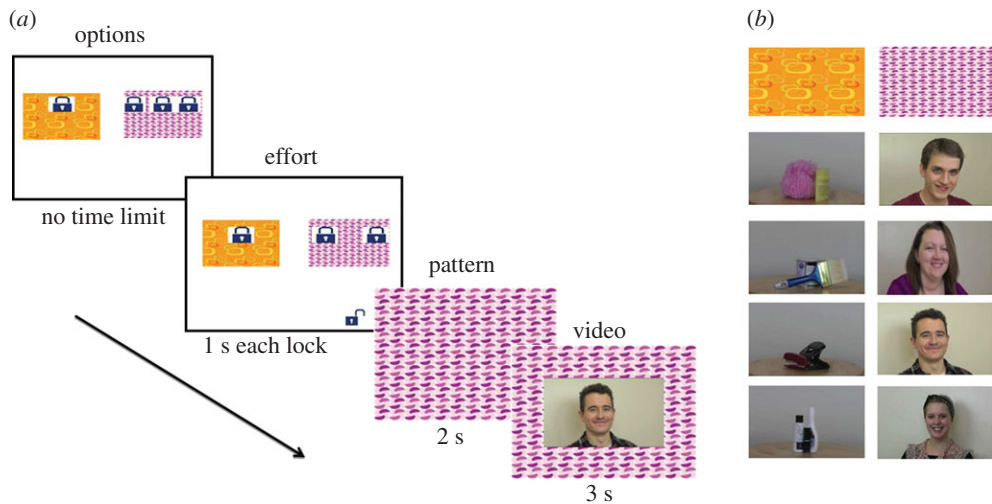 (a)
options
no time limit
effort
1 s each lock
pattern
2 s
video
3 s
(b)